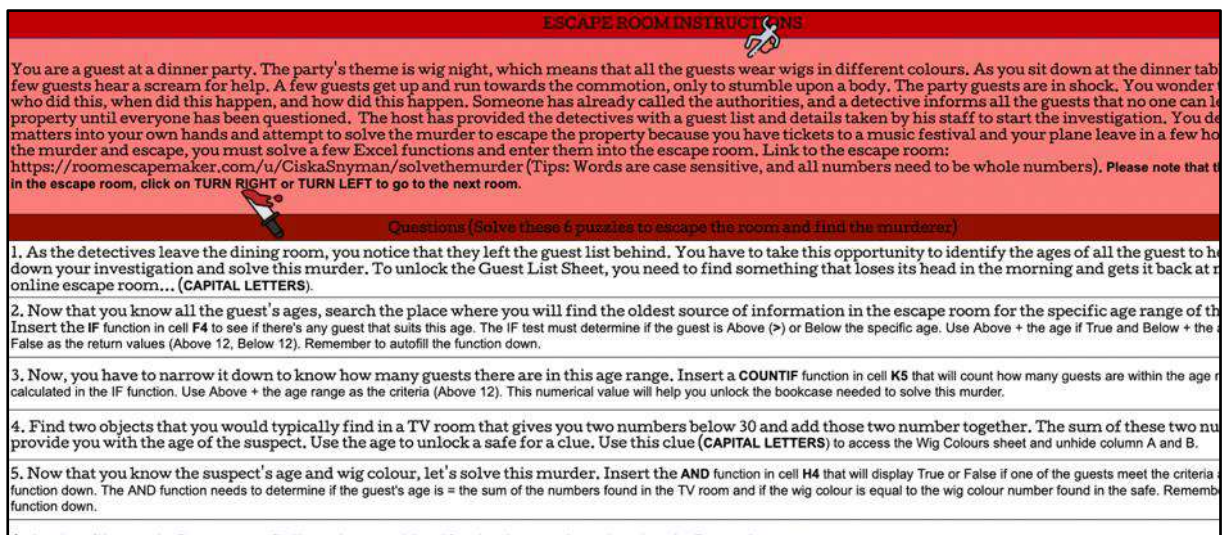 ESCAPE ROOM INSTRUCTIONS
You are a guest at a dinner party. The party's theme is wig night, which means that all the guests wear wigs in different colours. As you sit down at the dinner tab
few guests hear a scream for help. A few guests get up and run towards the commotion, only to stumble upon a body. The party guests are in shock. You wonder
who did this, when did this happen, and how did this happen. Someone has already called the authorities, and a detective informs all the guests that no one can l
property until everyone has been questioned. The host has provided the detectives with a guest list and details taken by his staff to start the investigation. You de
matters into your own hands and attempt to solve the murder to escape the property because you have tickets to a music festival and your plane leave in a few ho
the murder and escape, you must solve a few Excel functions and enter them into the escape room. Link to the escape room:
https://roomescapemaker.com/u/CiskaSnyman/solvethemurder (Tips: Words are case sensitive, and all numbers need to be whole numbers). Please note that t
in the escape room, click on TURN RIGHT or TURN LEFT to go to the next room.
Questions (Solve these 6 puzzles to escape the room and find the murderer)
1. As the detectives leave the dining room, you notice that they left the guest list behind. You have to take this opportunity to identify the ages of all the guest to he
down your investigation and solve this murder. To unlock the Guest List Sheet, you need to find something that loses its head in the morning and gets it back at
online escape room... (CAPITAL LETTERS).
2. Now that you know all the guest's ages, search the place where you will find the oldest source of information in the escape room for the specific age range of th
Insert the IF function in cell F4 to see if there's any guest that suits this age. The IF test must determine if the guest is Above (>) or Below the specific age. Use Above + the age if True and Below + the a
False as the return values (Above 12, Below 12). Remember to autofill the function down.
3. Now, you have to narrow it down to know how many guests there are in this age range. Insert a COUNTIF function in cell K5 that will count how many guests are within the age r
calculated in the IF function. Use Above + the age range as the criteria (Above 12). This numerical value will help you unlock the bookcase needed to solve this murder.
4. Find two objects that you would typically find in a TV room that gives you two numbers below 30 and add those two number together. The sum of these two nu
provide you with the age of the suspect. Use the age to unlock a safe for a clue. Use this clue (CAPITAL LETTERS) to access the Wig Colours sheet and unhide column A and B.
5. Now that you know the suspect's age and wig colour, let's solve this murder. Insert the AND function in cell H4 that will display True or False if one of the guests meet the criteria
function down. The AND function needs to determine if the guest's age is = the sum of the numbers found in the TV room and if the wig colour is equal to the wig colour number found in the safe. Rememb
function down.